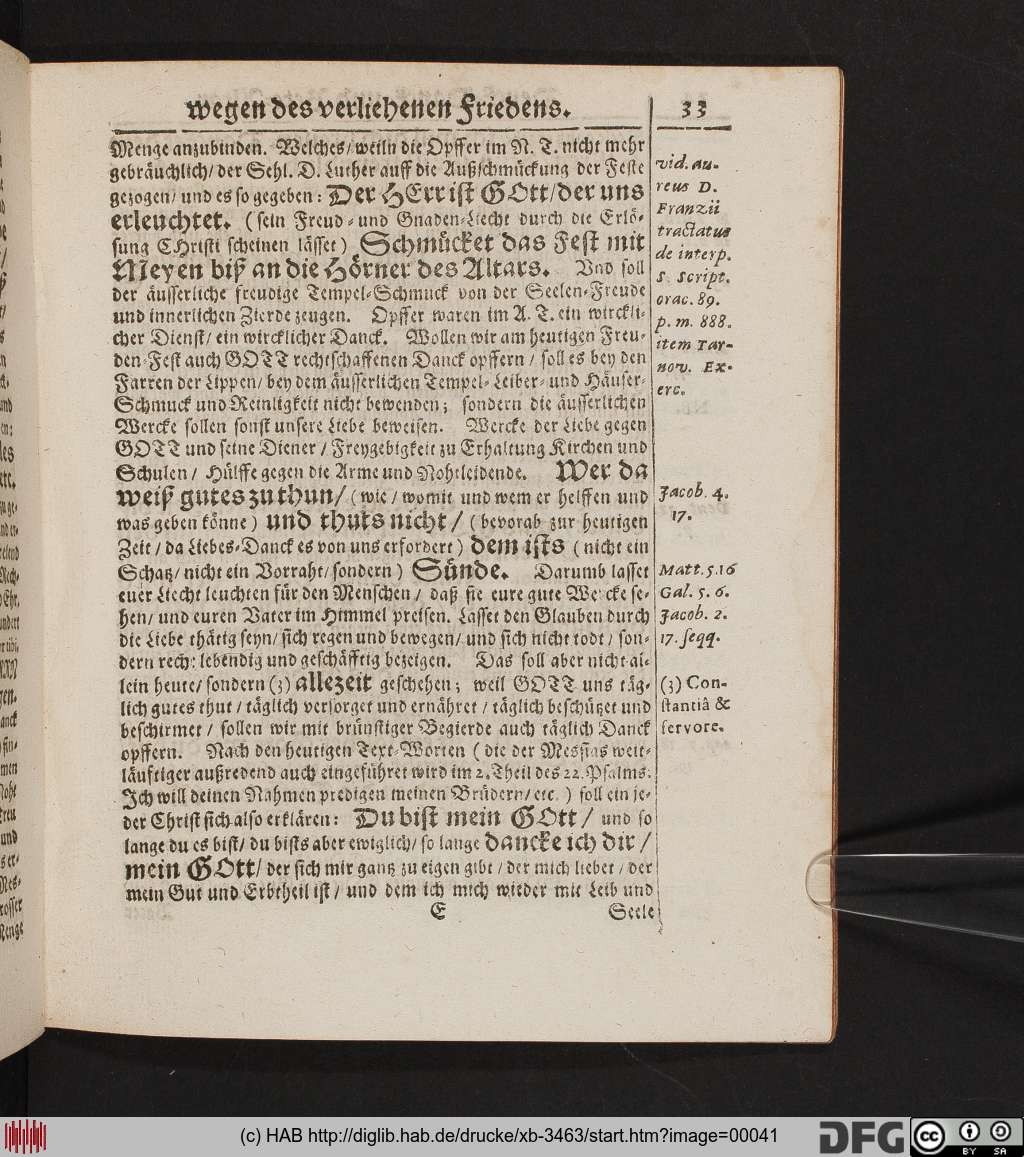 wegen des verliehenen Friedens. 33
Menge anzubinden. Welches/ weiln die Opffer im N. T. nicht mehr
gebräuchlich/ der Sehl. D. Luther auff die Außschmückung der Feste
gezogen/ und es so gegeben: Der HErr ist GOtt/ der uns
erleuchtet. (sein Freud- und Gnaden-Liecht durch die Erlö-
sung CHristi scheinen lässet) Schmücket das Fest mit
Meyen biß an die Hörner des Altars. Und soll
der äusserliche freudige Tempel-Schmuck von der Seelen-Freude
und innerlichen Zierde zeugen. Opffer waren im A. T. ein wirckli-
cher Dienst/ ein wircklicher Danck. Wollen wir am heutigen Freu-
den-Fest auch GOTT rechtschaffenen Danck opffern/ soll es bey den
Farren der Lippen/ bey dem äusserlichen Tempel- Leiber- und Häuser-
Schmuck und Reinligkeit nicht bewenden; sondern die äusserlichen
Wercke sollen sonst unsere Liebe beweisen. Wercke der Liebe gegen
GOTT und seine Diener/ Freygebigkeit zu Erhaltung Kirchen und
Schulen/ Hülffe gegen die Arme und Nohtleidende. Wer da
weiß gutes zu thun/ (wie/ womit und wem er helffen und
was geben könne) und thuts nicht/ (bevorab zur heutigen
Zeit/ da Liebes-Danck es von uns erfordert) dem ists (nicht ein
Schatz/ nicht ein Vorraht/ sondern) Sünde. Darumb lasset
euer Liecht leuchten für den Menschen/ daß sie eure gute Wercke se-
hen/ und euren Vater im Himmel preisen. Lasset den Glauben durch
die Liebe thätig seyn/ sich regen und bewegen/ und sich nicht todt/ son-
dern recht lebendig und geschäfftig bezeigen. Das soll aber nicht al-
lein heute/ sondern (3) allezeit geschehen; weil GOTT uns täg-
lich gutes thut/ täglich versorget und ernähret/ täglich beschützet und
beschirmet/ sollen wir mit brünstiger Begierde auch täglich Danck
opffern. Nach den heutigen Text-Worten (die der Messias weit-
läuftiger außredend auch eingeführet wird im 2. Theil des 22. Psalms.
Ich will deinen Nahmen predigen meinen Brüdern/ etc.) soll ein je-
der Christ sich also erklären: Du bist mein GOtt/ und so
lange du es bist/ du bists aber ewiglich/ so lange dancke ich dir/
mein GOtt/ der sich mir gantz zu eigen gibt/ der mich liebet/ der
mein Gut und Erbtheil ist/ und dem ich mich wieder mit Leib und
E Seele
vid. au-
reus D.
Franzii
tractatus
de interp.
S. Script.
orac. 89.
p. m. 888.
item Tar-
nov. Ex-
erc.
Jacob. 4.
17.
Matt. 5.16
Gal. 5. 6.
Jacob. 2.
17. seqq.
(3) Con-
stantiâ &
fervore.
(c) HAB http://diglib.hab.de/drucke/xb-3463/start.htm?image=00041
DFG
cc BY SA